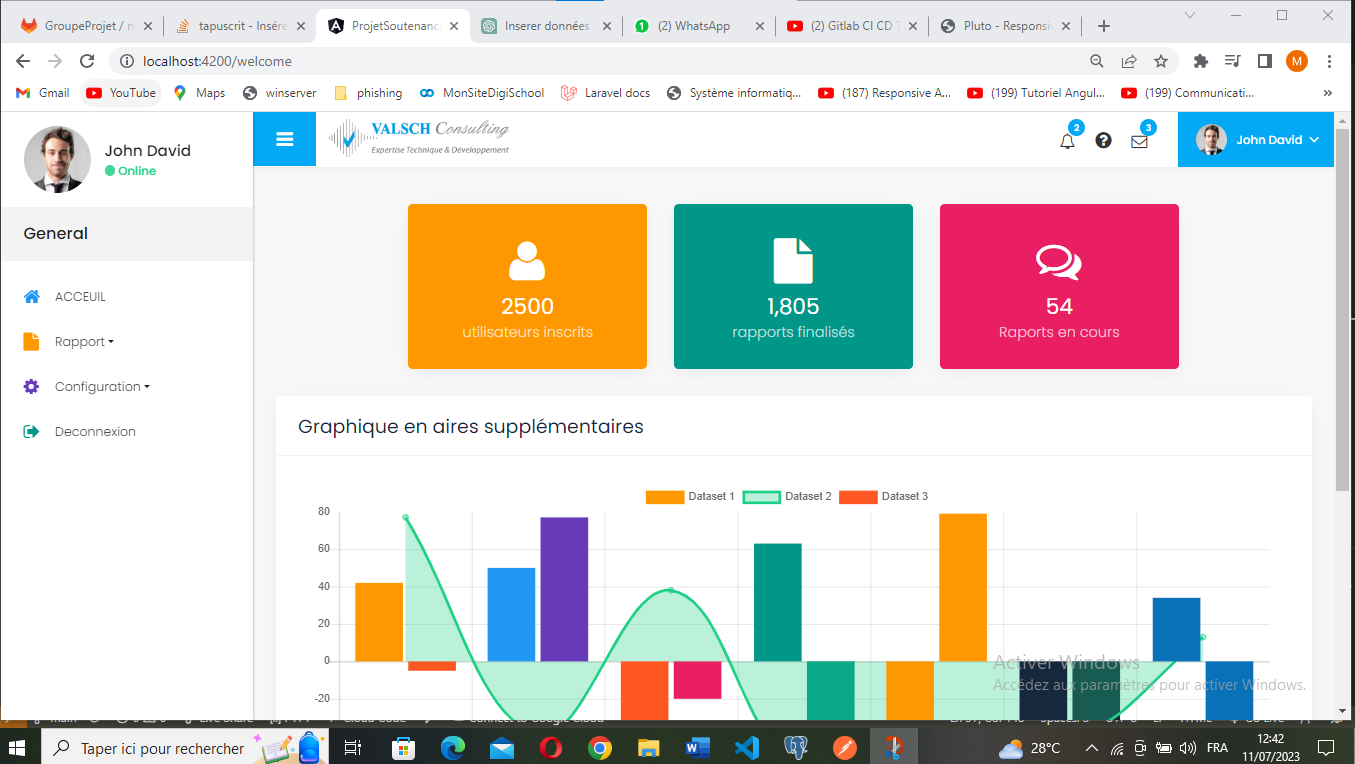 GroupeProjet / n
tapuscrit - Insére
ProjetSoutenanc
Inserer données
(2) WhatsApp
(2) Gitlab CI CD T
Pluto - Responsi
localhost:4200/welcome
Gmail
YouTube
Maps
winserver
phishing
MonSiteDigiSchool
Laravel docs
Système informatiq...
(187) Responsive A...
(199) Tutoriel Angul...
(199) Communicati...
M
John David
Online
VALSCH Consulting
Expertise Technique & Développement
2
3
John David
General
ACCEUIL
Rapport
Configuration
Deconnexion
2500
utilisateurs inscrits
1,805
rapports finalisés
54
Raports en cours
Graphique en aires supplémentaires
Dataset 1
Dataset 2
Dataset 3
80
60
40
20
0
-20
Activer Windows
Accédez aux paramètres pour activer Windows.
Taper ici pour rechercher
28°C
FRA
12:42
11/07/2023